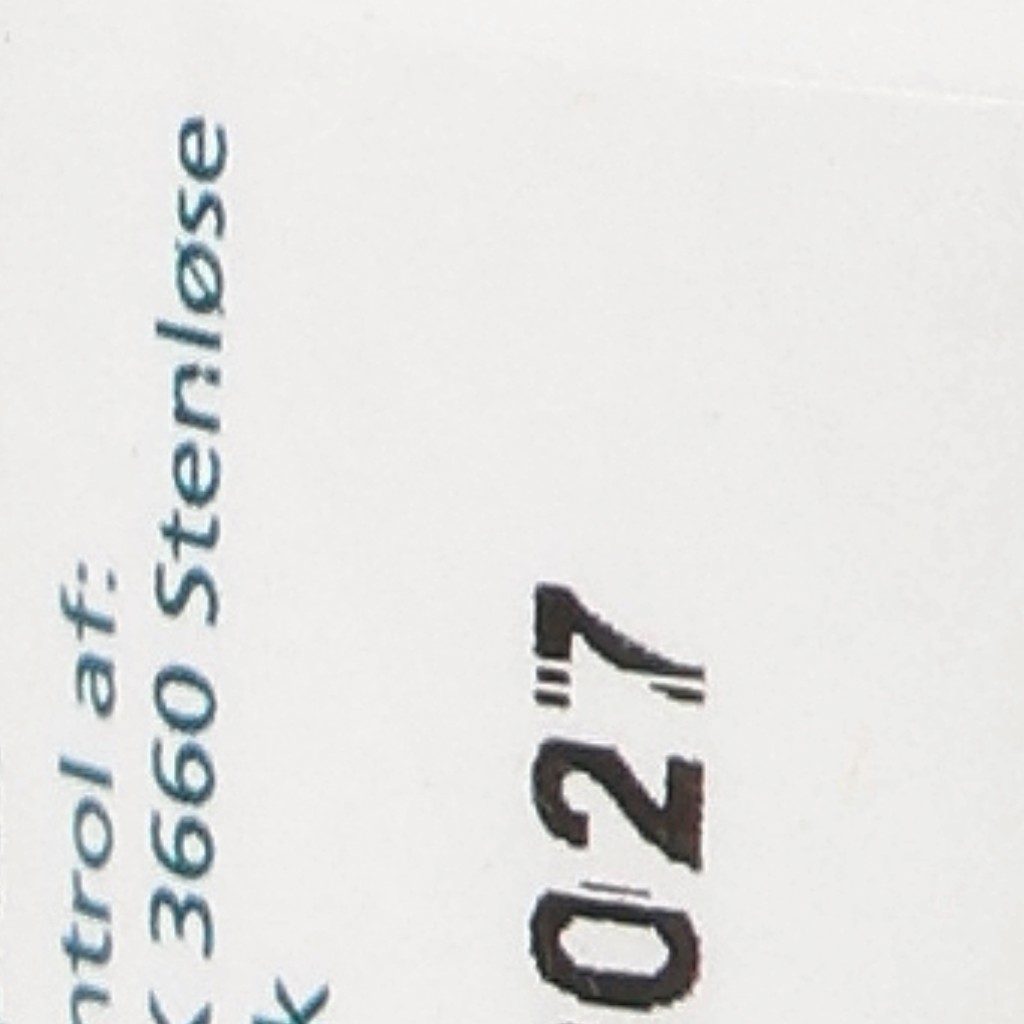 ntrol af:
K 3660 Stenløse
k
027